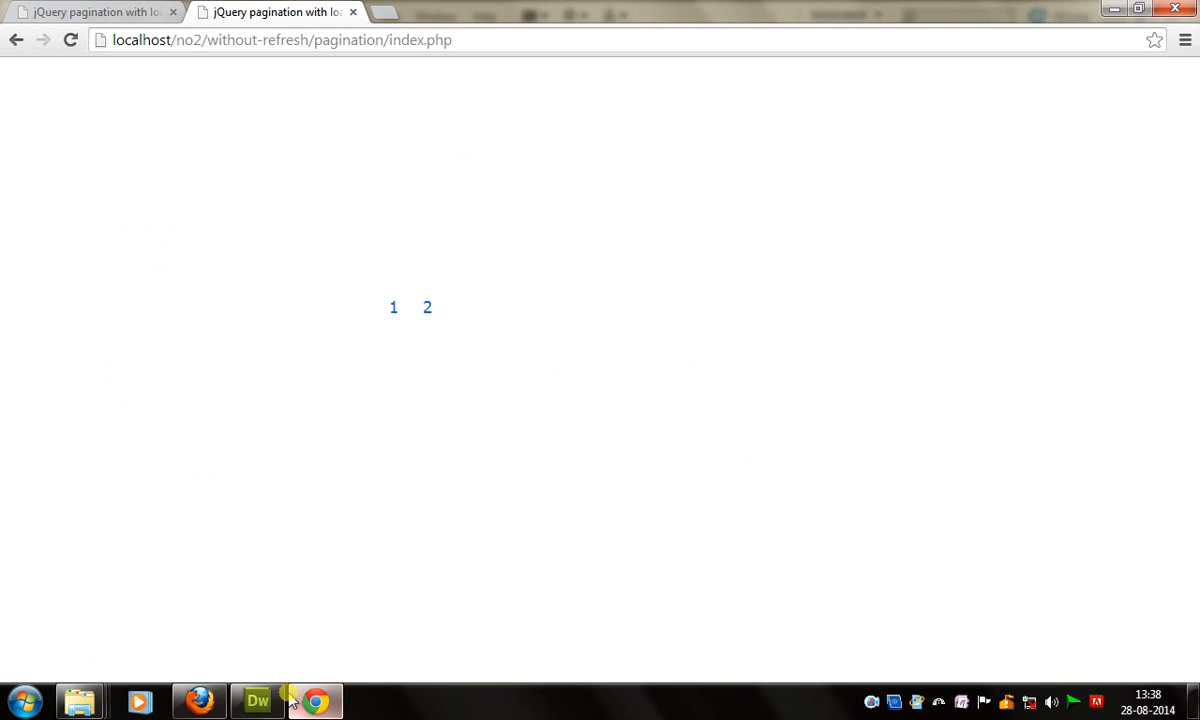 jQuery pagination with lo
jQuery pagination with lo
localhost/no2/without-refresh/pagination/index.php
1 2
Dw
13:38
28-08-2014